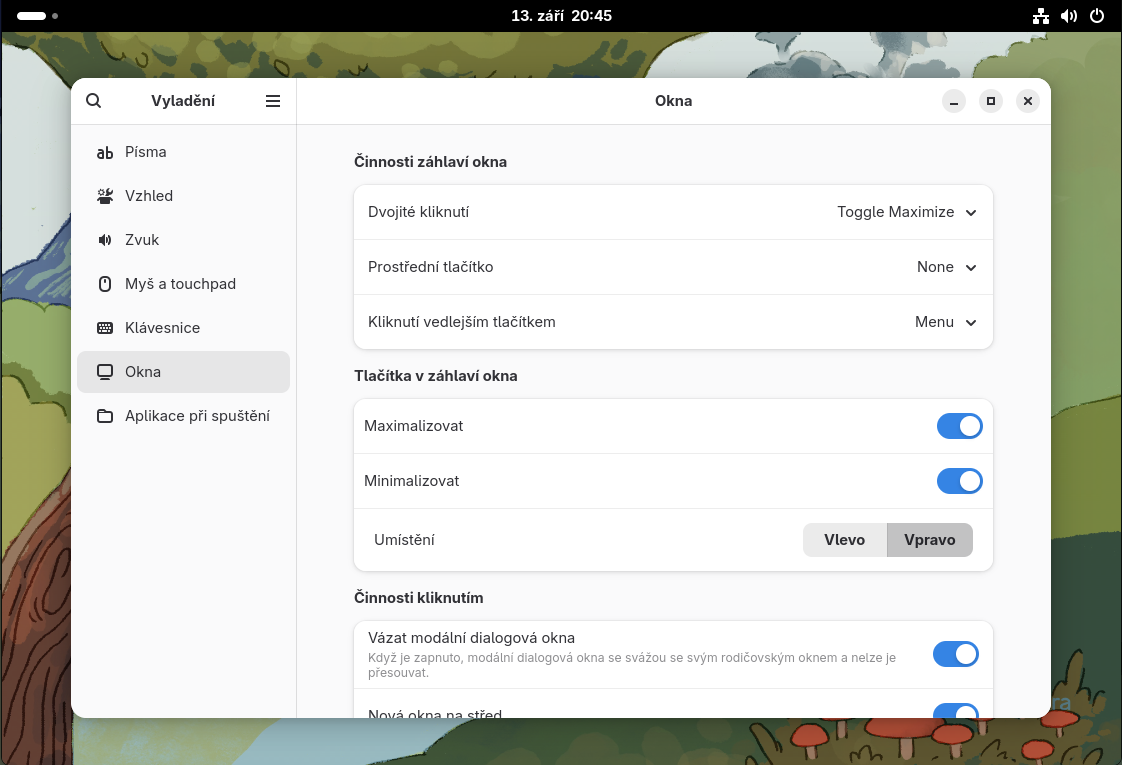 13. září 20:45
Vyladění
Okna
Písma
Vzhled
Zvuk
Myš a touchpad
Klávesnice
Okna
Aplikace při spuštění
Činnosti záhlaví okna
Dvojité kliknutí Toggle Maximize
Prostřední tlačítko None
Kliknutí vedlejším tlačítkem Menu
Tlačítka v záhlaví okna
Maximalizovat
Minimalizovat
Umístění Vlevo Vpravo
Činnosti kliknutím
Vázat modální dialogová okna
Když je zapnuto, modální dialogová okna se svážou se svým rodičovským oknem a nelze je
přesouvat.
Nová okna na střed